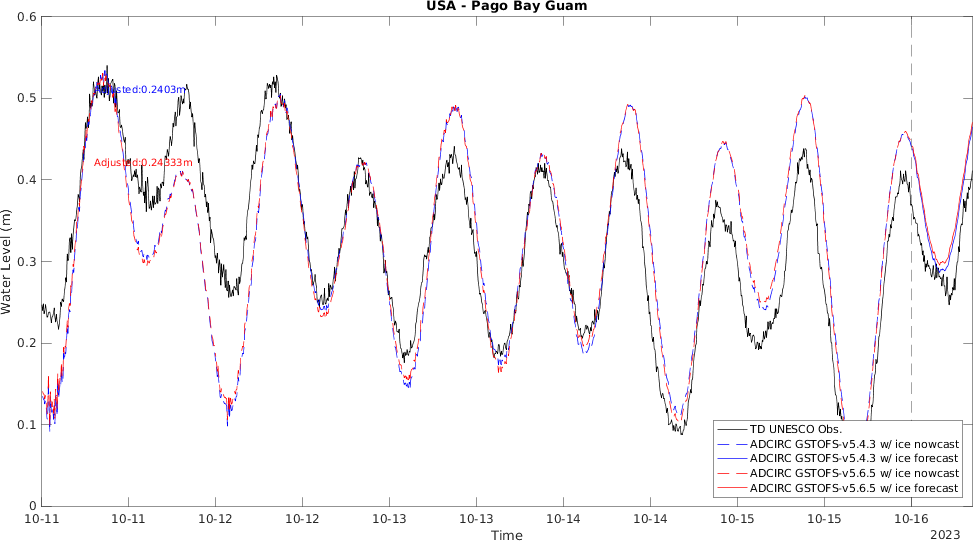 USA - Pago Bay Guam
0.6
0.5
0.4
0.3
0.2
0.1
0
Water Level (m)
Adjusted:0.2403m
Adjusted:0.24333m
TD UNESCO Obs.
ADCIRC GSTOFS-v5.4.3 w/ ice nowcast
ADCIRC GSTOFS-v5.4.3 w/ ice forecast
ADCIRC GSTOFS-v5.6.5 w/ ice nowcast
ADCIRC GSTOFS-v5.6.5 w/ ice forecast
10-11 10-11 10-12 10-12 10-13 10-13 10-14 10-14 10-15 10-15 10-16
Time 2023